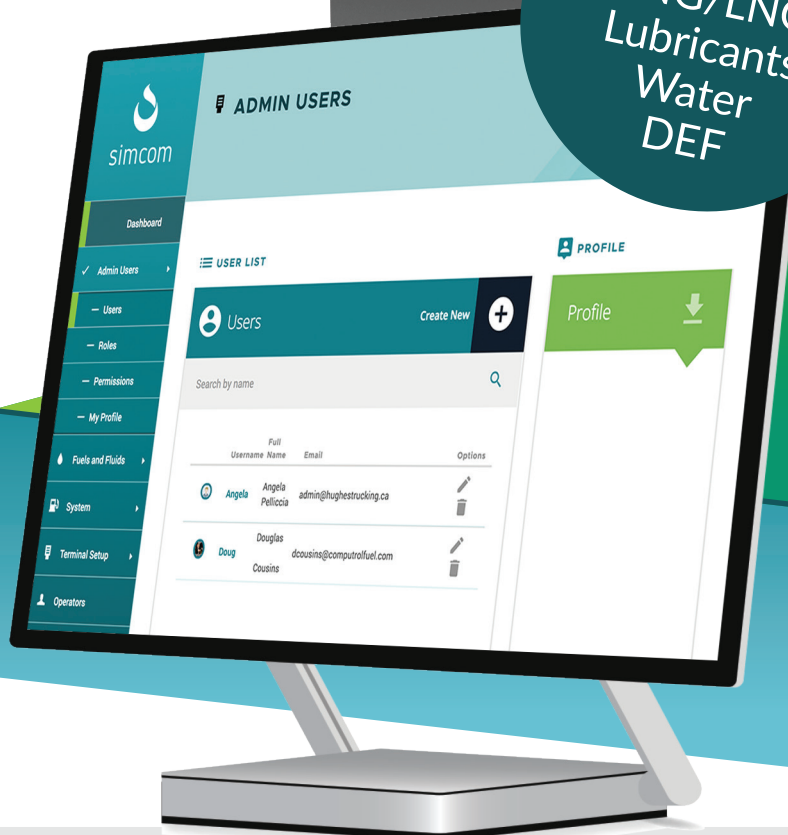 Lubricants
Water
DEF
simcom
ADMIN USERS
Dashboard
Admin Users
Users
Roles
Permissions
My Profile
Fuels and Fluids
System
Terminal Setup
Operators
USER LIST
Users
Create New
Search by name
Username Full Name Email Options
Angela Angela Pelliccia admin@hughestrucking.ca
Doug Douglas Cousins dcousins@computrolfuel.com
PROFILE
Profile